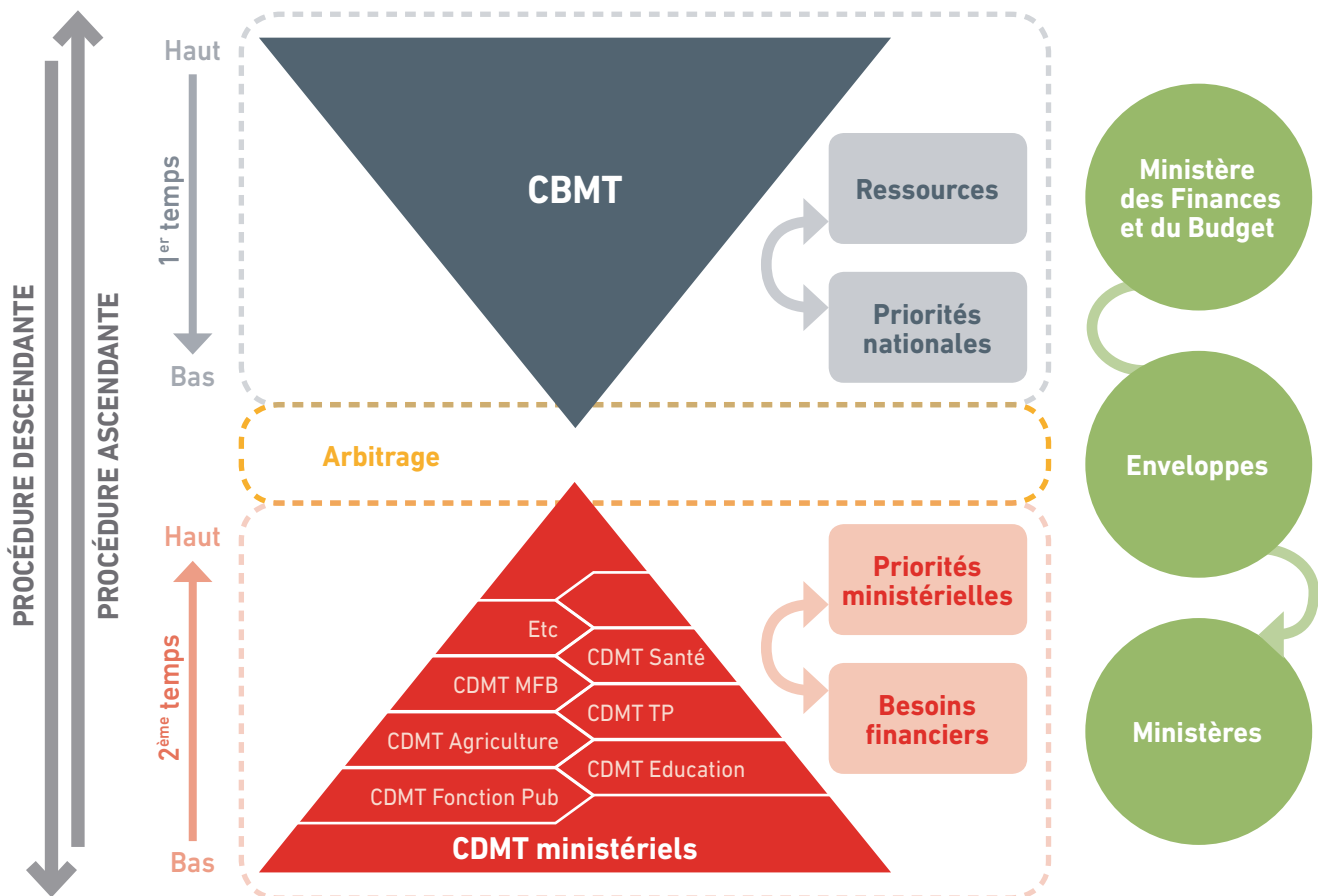 PROCÉDURE DESCENDANTE
PROCÉDURE ASCENDANTE
Haut
1er temps
Bas
CBMT
Ressources
Priorités
nationales
Ministère
des Finances
et du Budget
Arbitrage
Enveloppes
Haut
2ème temps
Bas
Etc
CDMT Santé
CDMT MFB
CDMT TP
CDMT Agriculture
CDMT Education
CDMT Fonction Pub
CDMT ministériels
Priorités
ministérielles
Besoins
financiers
Ministères